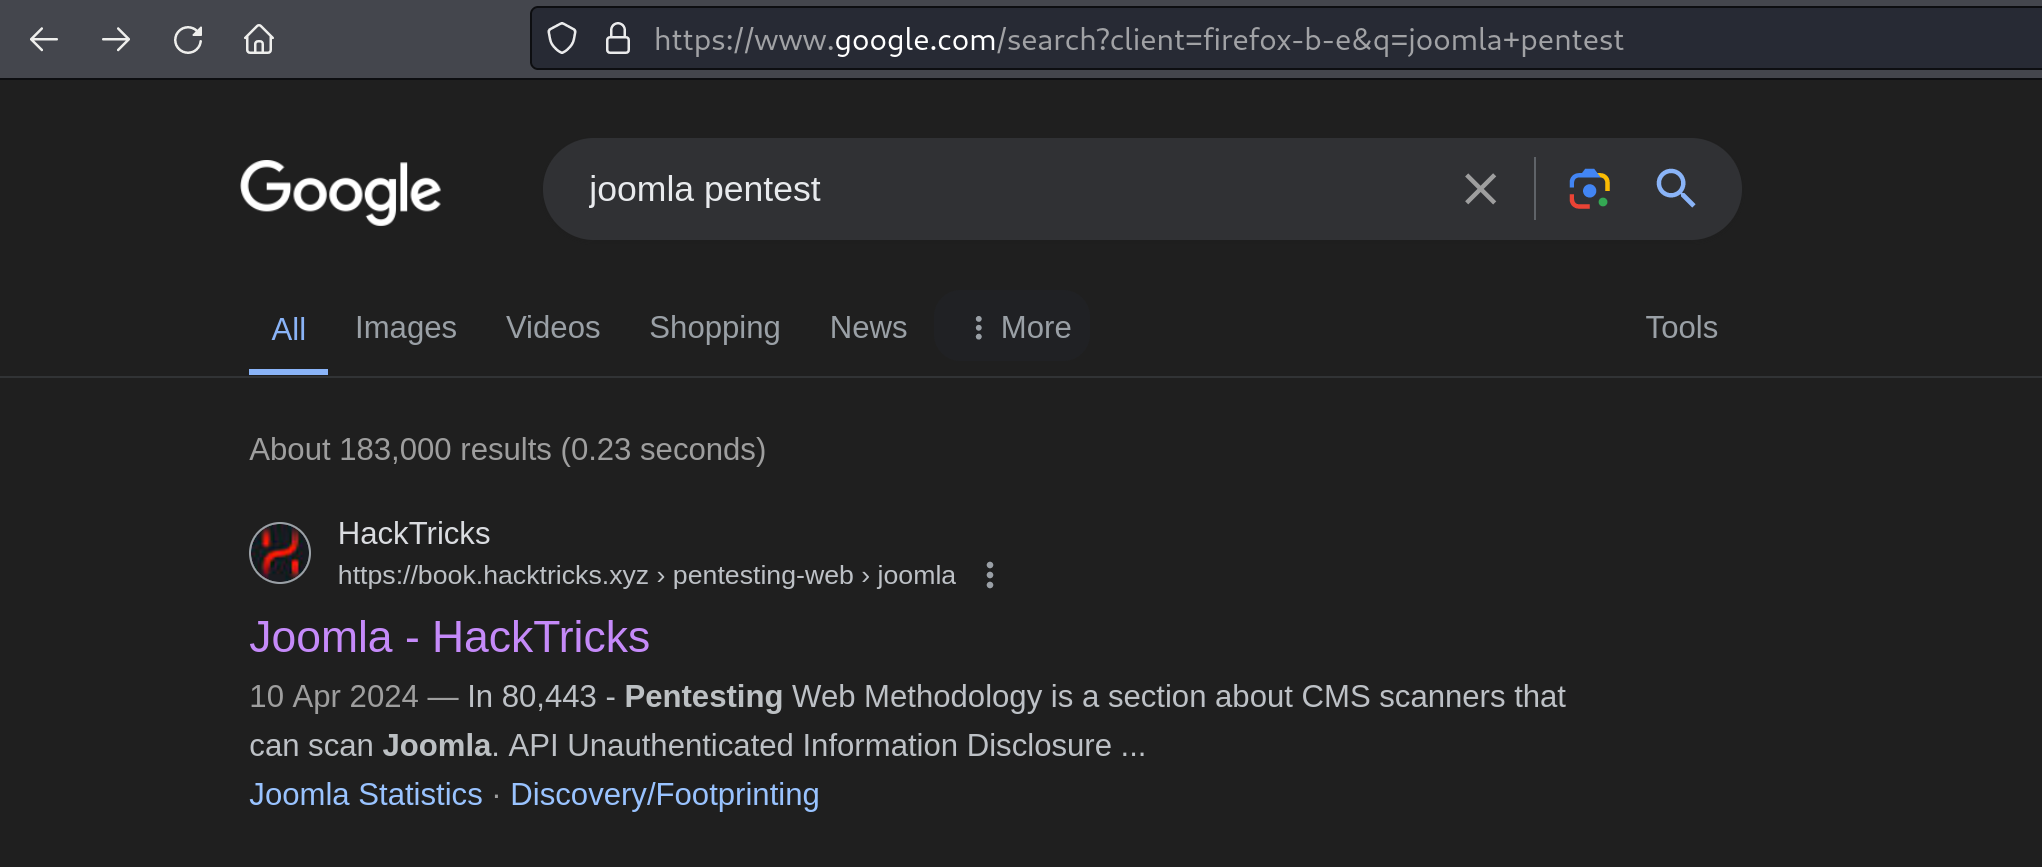 https://www.google.com/search?client=firefox-b-e&q=joomla+pentest
Google
joomla pentest
All Images Videos Shopping News More Tools
About 183,000 results (0.23 seconds)
HackTricks
https://book.hacktricks.xyz › pentesting-web › joomla
Joomla - HackTricks
10 Apr 2024 — In 80,443 - Pentesting Web Methodology is a section about CMS scanners that
can scan Joomla. API Unauthenticated Information Disclosure ...
Joomla Statistics · Discovery/Footprinting